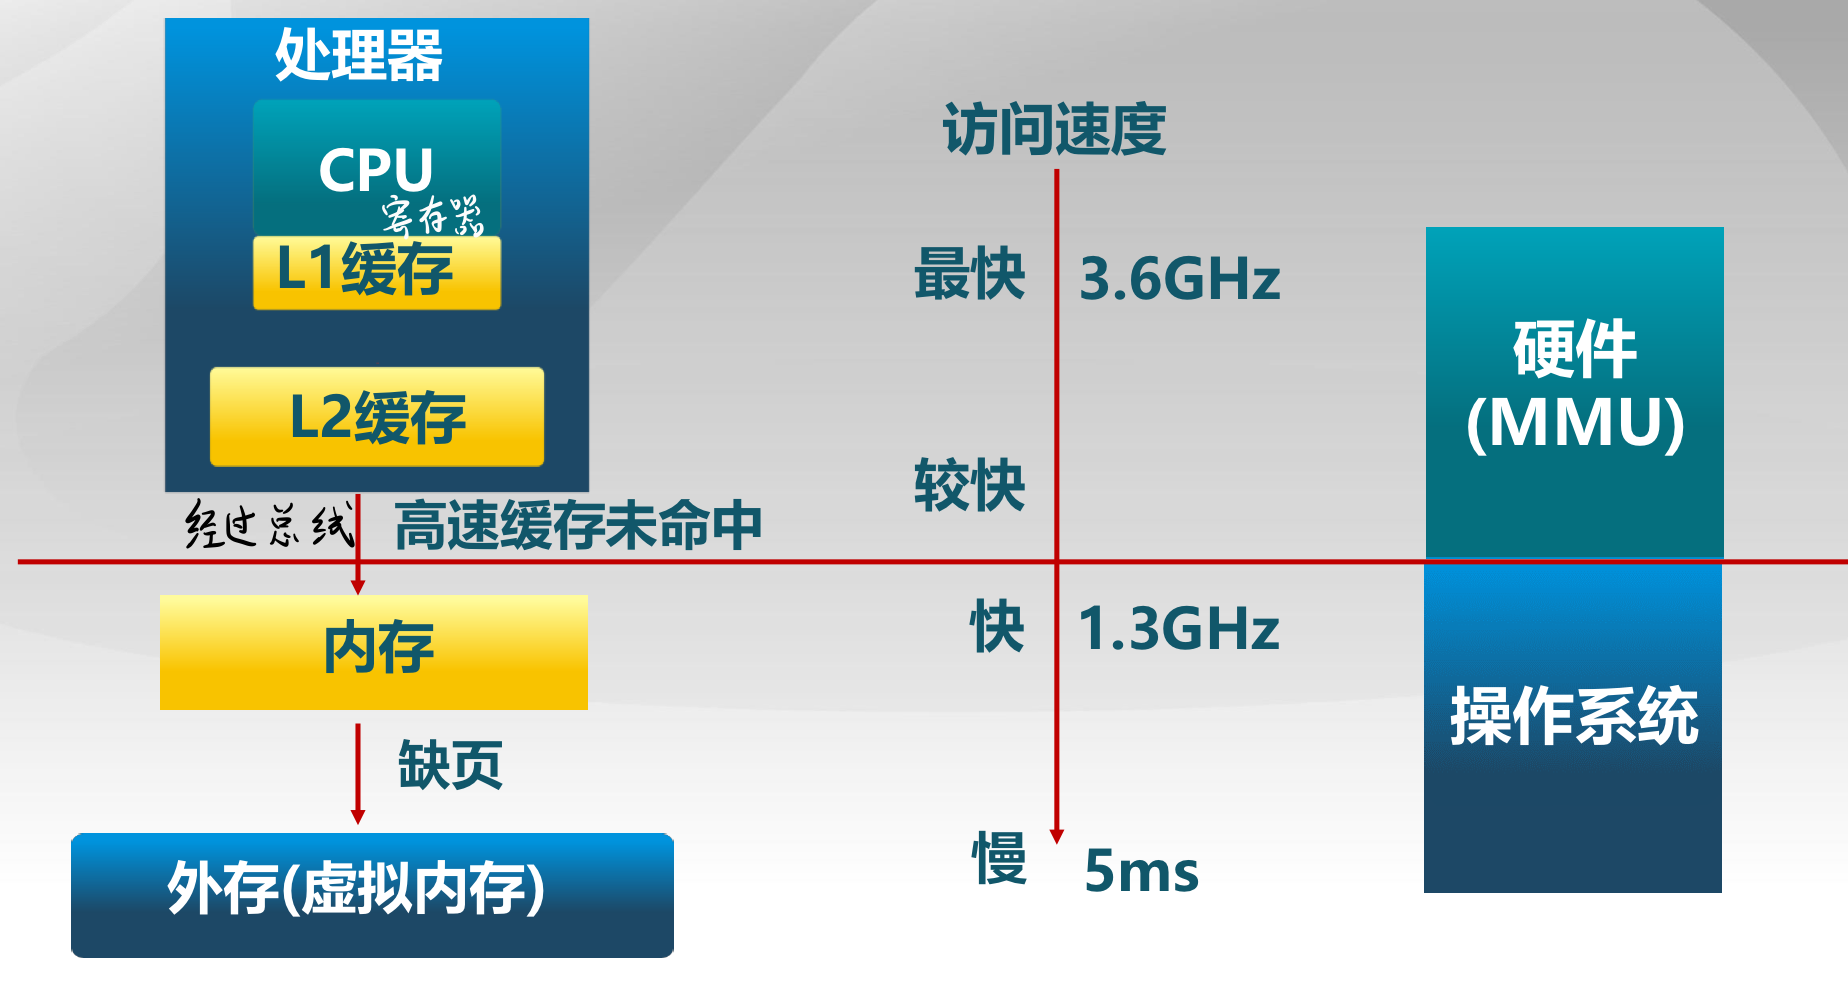 处理器
CPU
寄存器
L1缓存
L2缓存
经过总线
高速缓存未命中
内存
缺页
外存(虚拟内存)
访问速度
最快
3.6GHz
较快
快
1.3GHz
慢
5ms
硬件
(MMU)
操作系统